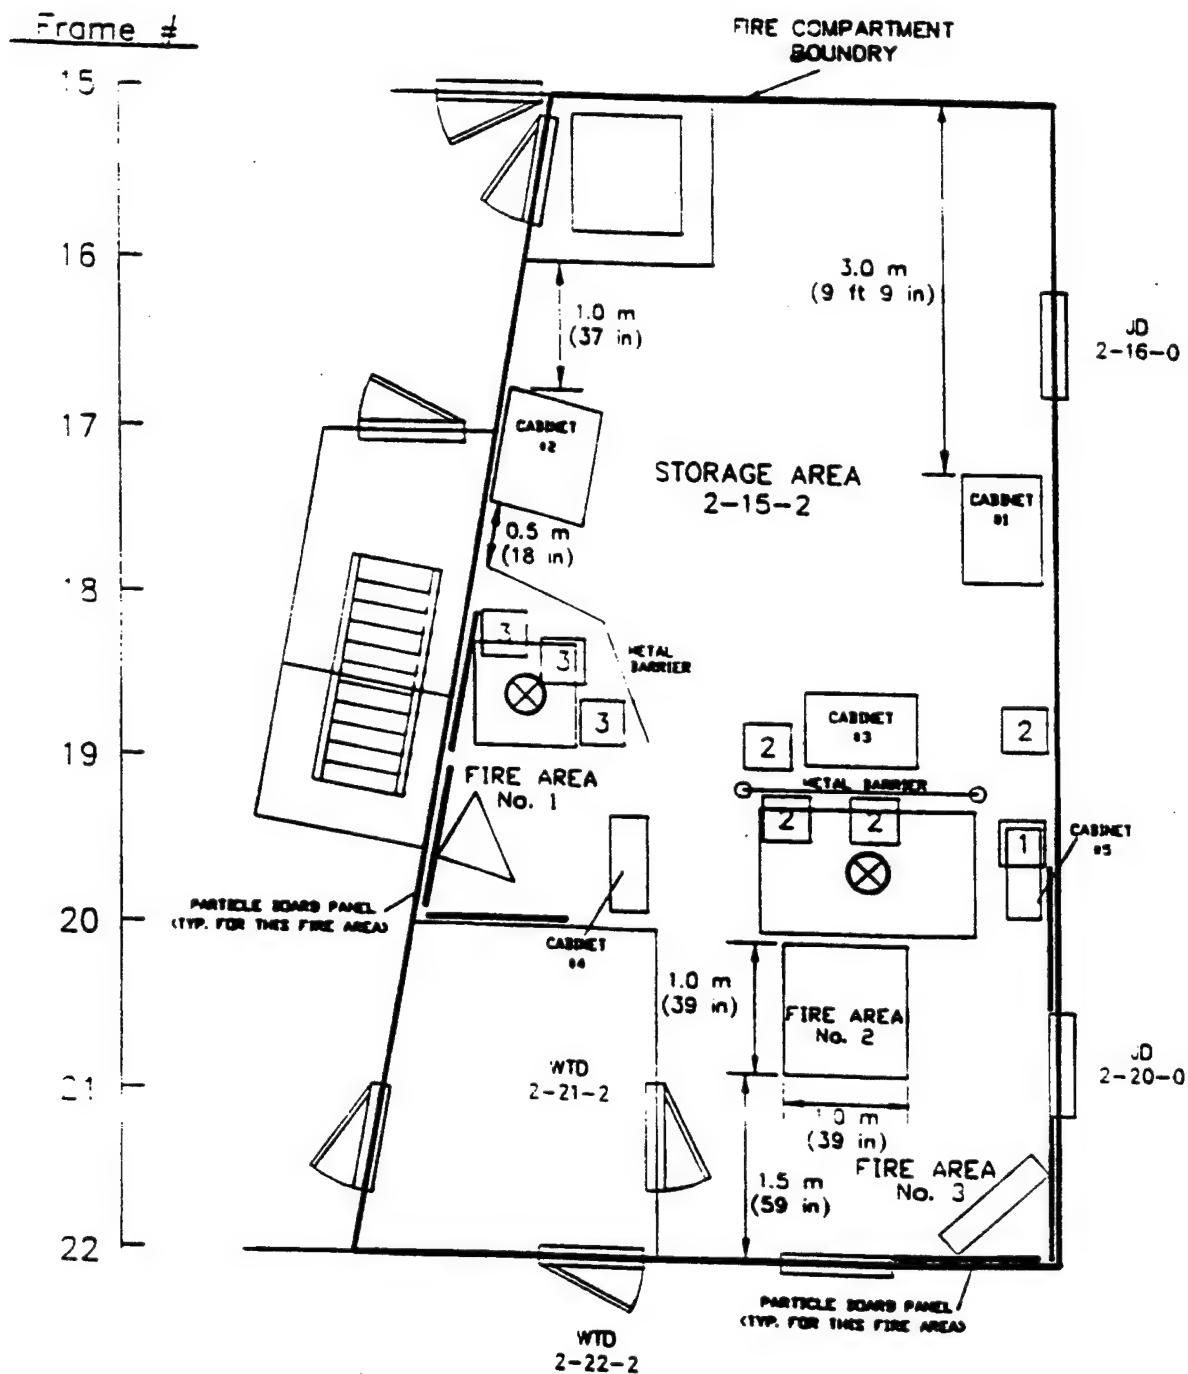 Frame #
FIRE COMPARTMENT
BOUNDRY
15
16
3.0 m
(9 ft 9 in)
1.0 m
(37 in)
JD
2-16-0
17
CABINET
#2
STORAGE AREA
2-15-2
CABINET
#1
0.5 m
(18 in)
18
3
3
METAL
BARRIER
3
CABINET
#3
2
2
19
FIRE AREA
No. 1
METAL BARRIER
2
2
1
CABINET
#5
PARTICLE BOARD PANEL
(TYP. FOR THIS FIRE AREA)
20
CABINET
#4
1.0 m
(39 in)
FIRE AREA
No. 2
WTD
2-21-2
JD
2-20-0
21
1.0 m
(39 in)
1.5 m
(59 in)
FIRE AREA
No. 3
22
PARTICLE BOARD PANEL
(TYP. FOR THIS FIRE AREA)
WTD
2-22-2